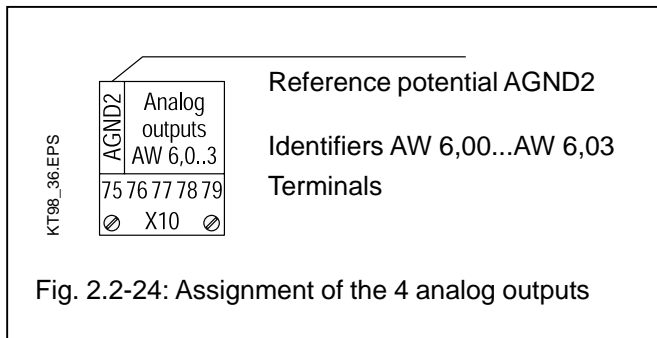 Reference potential AGND2
AGND2
Analog
outputs
AW 6,0..3
Identifiers AW 6,00...AW 6,03
75 76 77 78 79
Terminals
X10
KT98_36.EPS
Fig. 2.2-24: Assignment of the 4 analog outputs